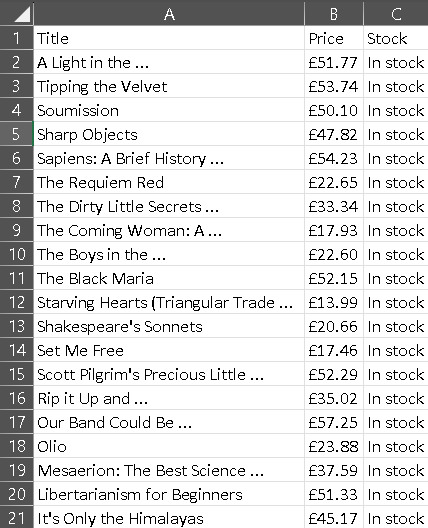 A B C
1 Title Price Stock
2 A Light in the ... £51.77 In stock
3 Tipping the Velvet £53.74 In stock
4 Soumission £50.10 In stock
5 Sharp Objects £47.82 In stock
6 Sapiens: A Brief History ... £54.23 In stock
7 The Requiem Red £22.65 In stock
8 The Dirty Little Secrets ... £33.34 In stock
9 The Coming Woman: A ... £17.93 In stock
10 The Boys in the ... £22.60 In stock
11 The Black Maria £52.15 In stock
12 Starving Hearts (Triangular Trade ... £13.99 In stock
13 Shakespeare's Sonnets £20.66 In stock
14 Set Me Free £17.46 In stock
15 Scott Pilgrim's Precious Little ... £52.29 In stock
16 Rip it Up and ... £35.02 In stock
17 Our Band Could Be ... £57.25 In stock
18 Olio £23.88 In stock
19 Mesaerion: The Best Science ... £37.59 In stock
20 Libertarianism for Beginners £51.33 In stock
21 It's Only the Himalayas £45.17 In stock